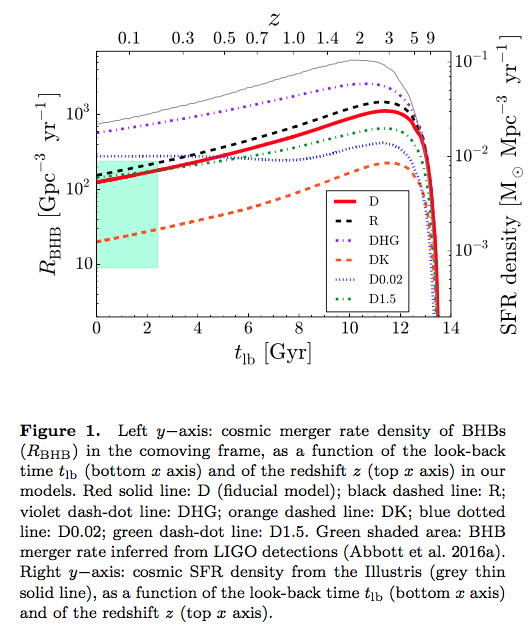 z
0.1 0.3 0.5 0.7 1.0 1.4 2 3 5 9
R_BHB [Gpc^−3 yr^−1]
10^3
10^2
10
10^−1
10^−2
10^−3
SFR density [M⊙ Mpc^−3 yr^−1]
D
R
DHG
DK
D0.02
D1.5
0 2 4 6 8 10 12 14
t_lb [Gyr]
Figure 1. Left y−axis: cosmic merger rate density of BHBs
(R_BHB) in the comoving frame, as a function of the look-back
time t_lb (bottom x axis) and of the redshift z (top x axis) in our
models. Red solid line: D (fiducial model); black dashed line: R;
violet dash-dot line: DHG; orange dashed line: DK; blue dotted
line: D0.02; green dash-dot line: D1.5. Green shaded area: BHB
merger rate inferred from LIGO detections (Abbott et al. 2016a).
Right y−axis: cosmic SFR density from the Illustris (grey thin
solid line), as a function of the look-back time t_lb (bottom x axis)
and of the redshift z (top x axis).